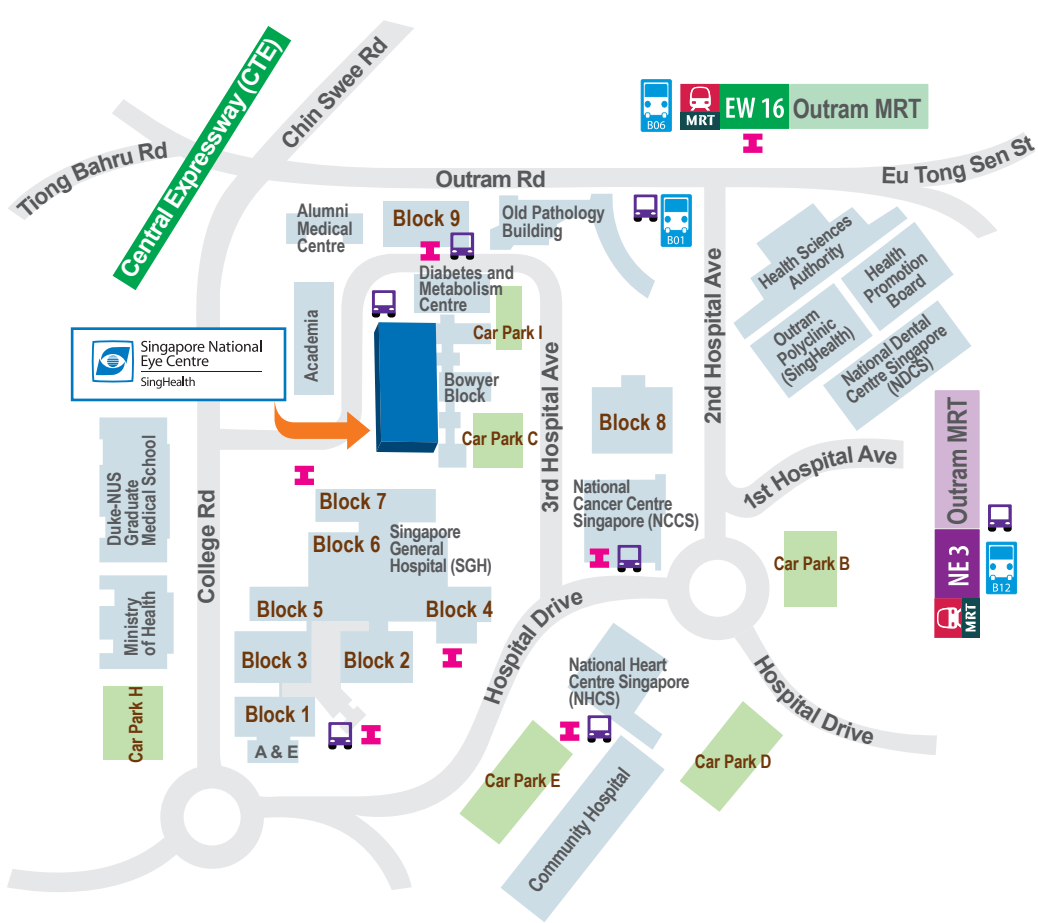 Central Expressway (CTE)
Chin Swee Rd
Tiong Bahru Rd
B06
MRT
EW 16
Outram MRT
Eu Tong Sen St
Outram Rd
Alumni
Medical
Centre
Block 9
Old Pathology
Building
B01
Health Sciences
Authority
Health
Promotion
Board
Outram
Polyclinic
(SingHealth)
National Dental
Centre Singapore
(NDCS)
Diabetes and
Metabolism
Centre
Car Park I
Academia
Singapore National
Eye Centre
SingHealth
Bowyer
Block
Car Park C
3rd Hospital Ave
Block 8
2nd Hospital Ave
1st Hospital Ave
Outram MRT
NE 3
MRT
B12
Duke-NUS
Graduate
Medical School
College Rd
Block 7
Block 6
Singapore
General
Hospital (SGH)
National
Cancer Centre
Singapore (NCCS)
Car Park B
Ministry
of Health
Block 5
Block 4
Block 3
Block 2
Hospital Drive
National Heart
Centre Singapore
(NHCS)
Hospital Drive
Car Park H
Block 1
A & E
Car Park E
Car Park D
Community Hospital